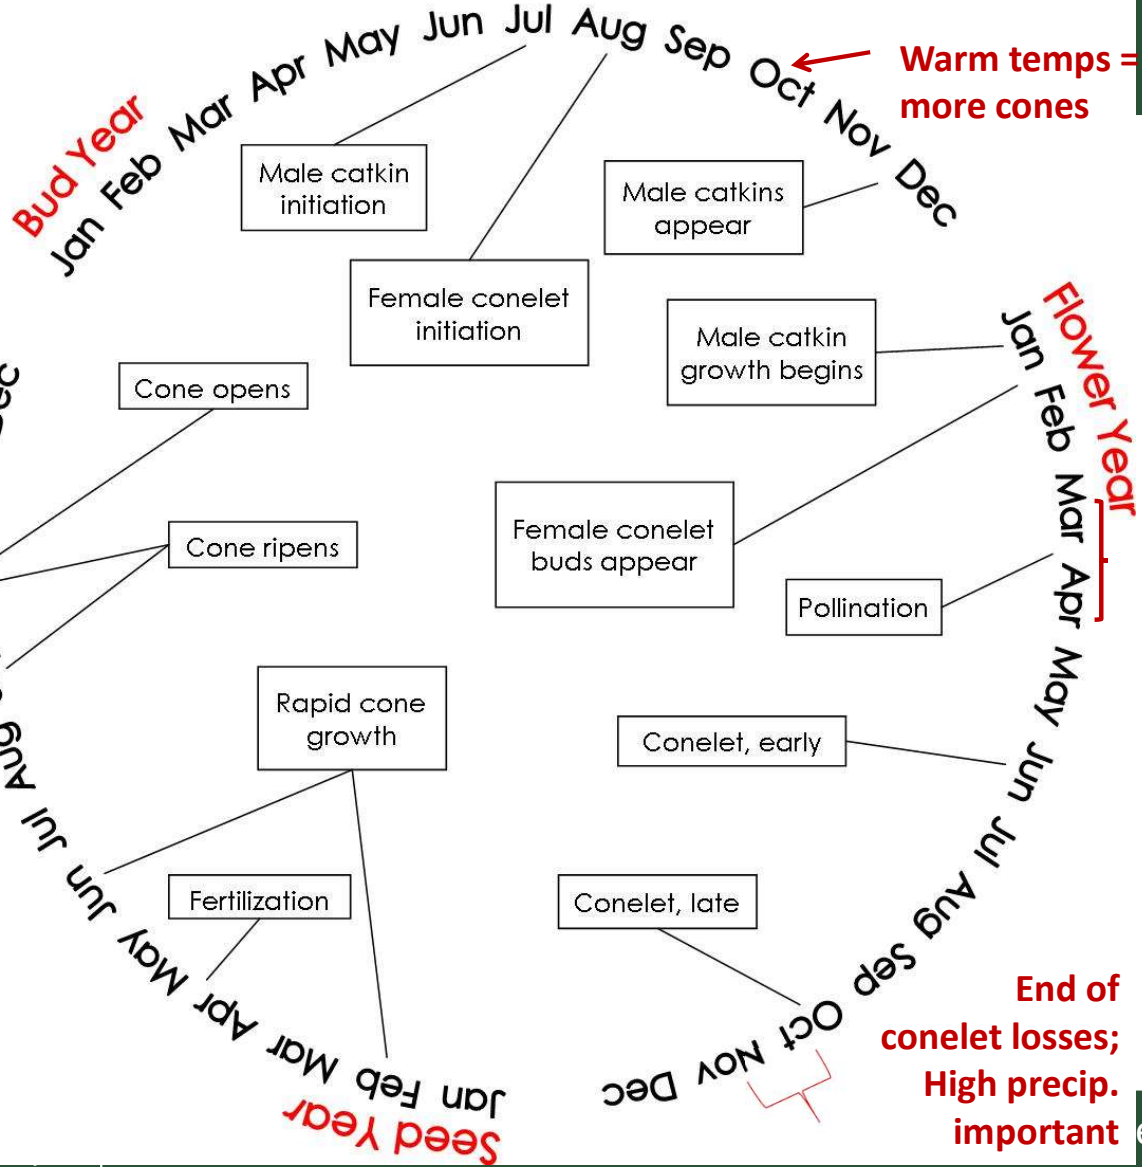 Bud Year
Jan Feb Mar Apr May Jun Jul Aug Sep Oct Nov Dec
Warm temps =
more cones
Male catkin
initiation
Male catkins
appear
Female conelet
initiation
Flower Year
Jan Feb Mar Apr May Jun Jul Aug Sep Oct Nov Dec
Male catkin
growth begins
Cone opens
Female conelet
buds appear
Cone ripens
Pollination
Rapid cone
growth
Conelet, early
Fertilization
Conelet, late
End of
conelet losses;
High precip.
important
Seed Year
Jan Feb Mar Apr May Jun Jul Aug